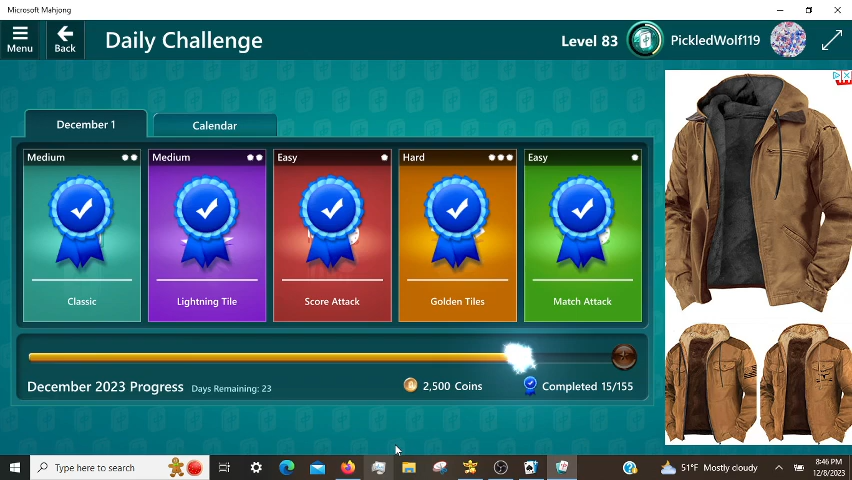 Microsoft Mahjong
Menu
Back
Daily Challenge
Level 83
PickledWolf119
December 1
Calendar
Medium
Medium
Easy
Hard
Easy
Classic
Lightning Tile
Score Attack
Golden Tiles
Match Attack
December 2023 Progress
Days Remaining: 23
2,500 Coins
Completed 15/155
Type here to search
51°F Mostly cloudy
8:46 PM
12/8/2023